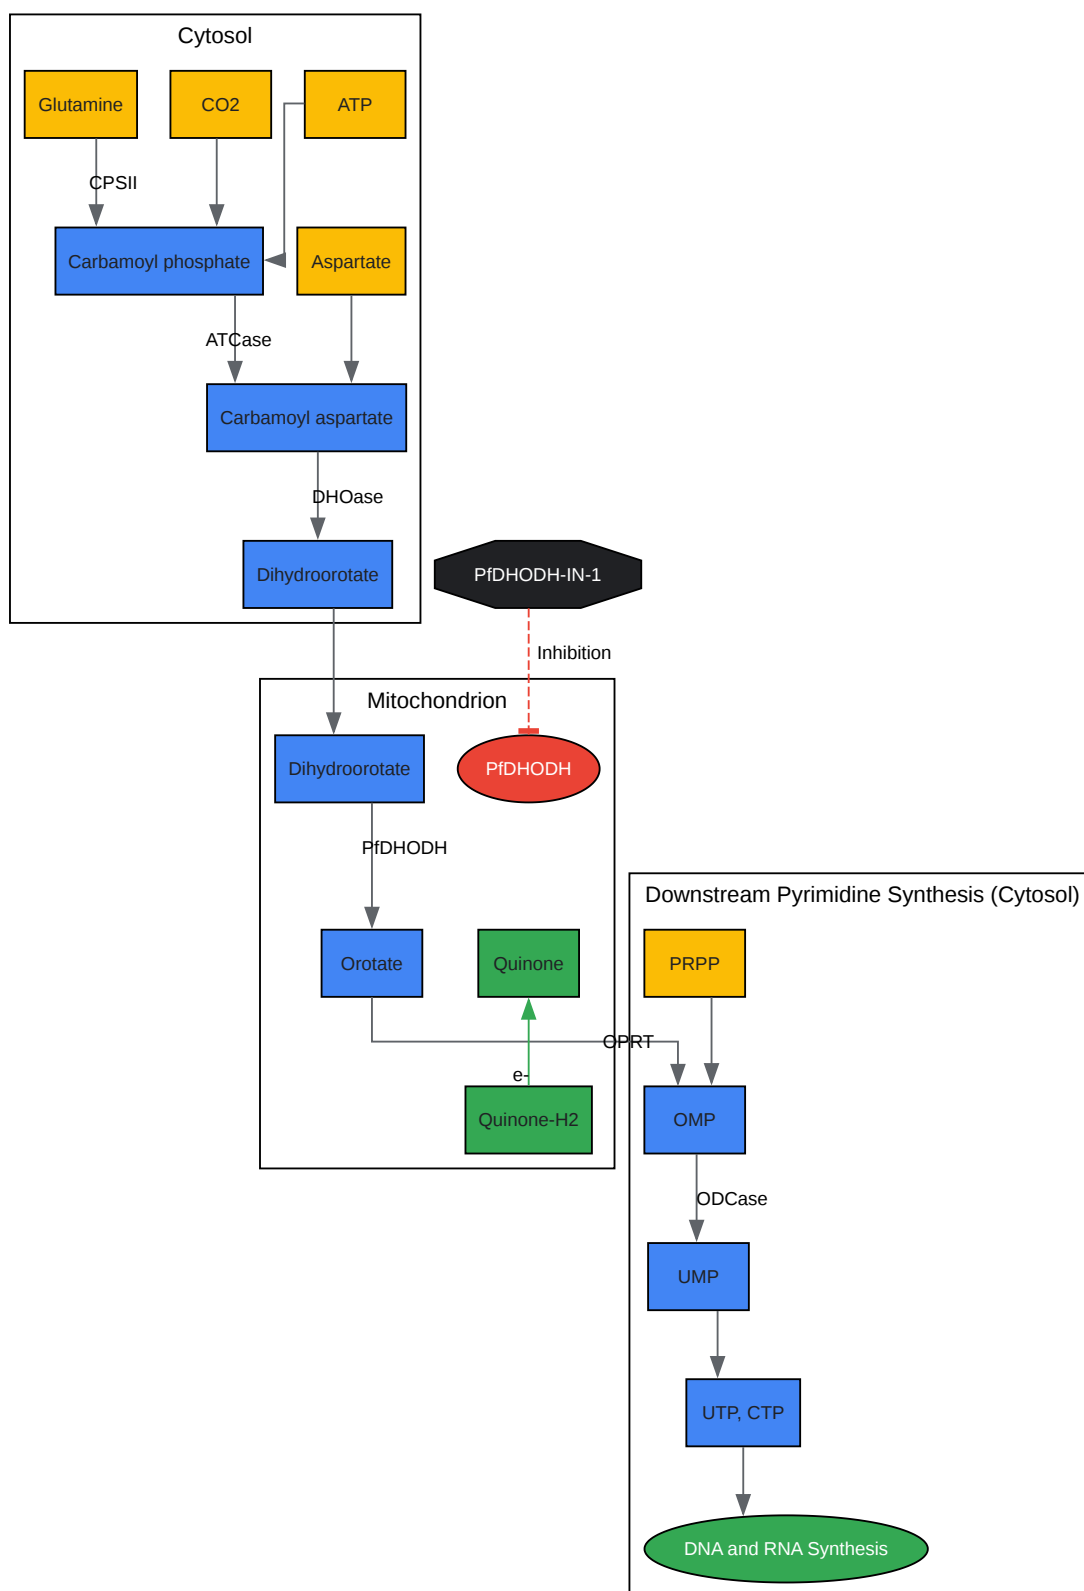 Cytosol
Glutamine
CO2
ATP
CPSII
Carbamoyl phosphate
Aspartate
ATCase
Carbamoyl aspartate
DHOase
Dihydroorotate
PfDHODH-IN-1
Inhibition
Mitochondrion
Dihydroorotate
PfDHODH
PfDHODH
Downstream Pyrimidine Synthesis (Cytosol)
Orotate
Quinone
PRPP
OPRT
e-
Quinone-H2
OMP
ODCase
UMP
UTP, CTP
DNA and RNA Synthesis